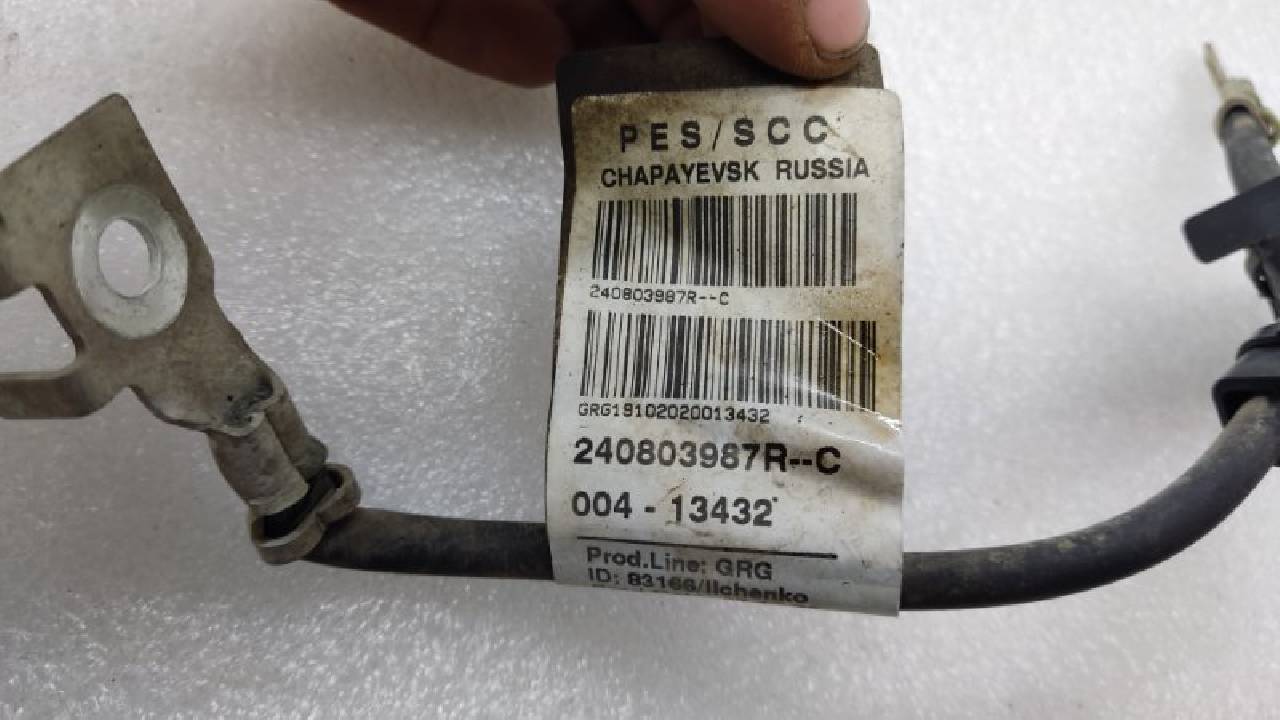 PES/SCC
CHAPAYEVSK RUSSIA
240803987R--C
GRG19102020013432
240803987R--C
004 - 13432
Prod.Line: GRG
ID: 83166/Ilchenko